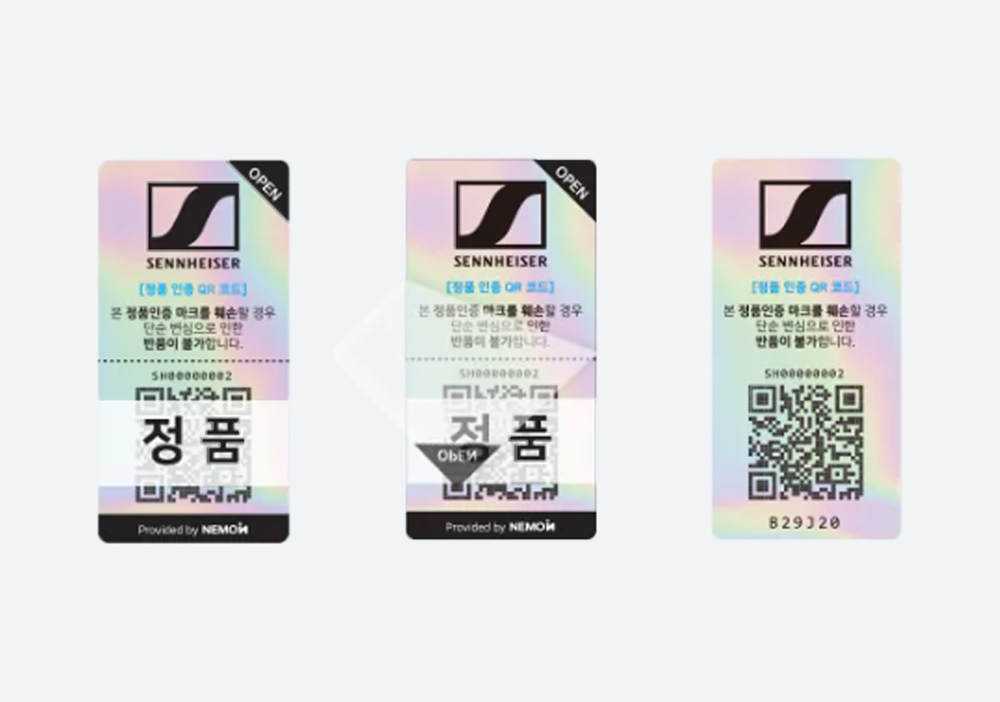 OPEN
SENNHEISER
[정품 인증 QR 코드]
본 정품인증 마크를 훼손할 경우
단순 변심으로 인한
반품이 불가합니다.
SH00000002
정 품
Provided by NEMOИ
OPEN
SENNHEISER
[정품 인증 QR 코드]
본 정품인증 마크를 훼손할 경우
단순 변심으로 인한
반품이 불가합니다.
SH00000002
정 품
OPEN
Provided by NEMOИ
SENNHEISER
[정품 인증 QR 코드]
본 정품인증 마크를 훼손할 경우
단순 변심으로 인한
반품이 불가합니다.
SH00000002
B29J20